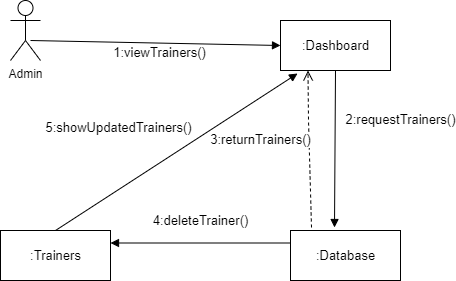 :Dashboard
1:viewTrainers()
Admin
2:requestTrainers()
5:showUpdatedTrainers()
3:returnTrainers()
4:deleteTrainer()
:Trainers
:Database